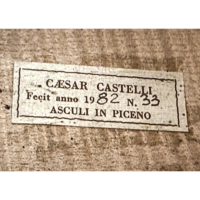 CÆSAR CASTELLI
Fecit anno 1982 N. 33
ASCULI IN PICENO